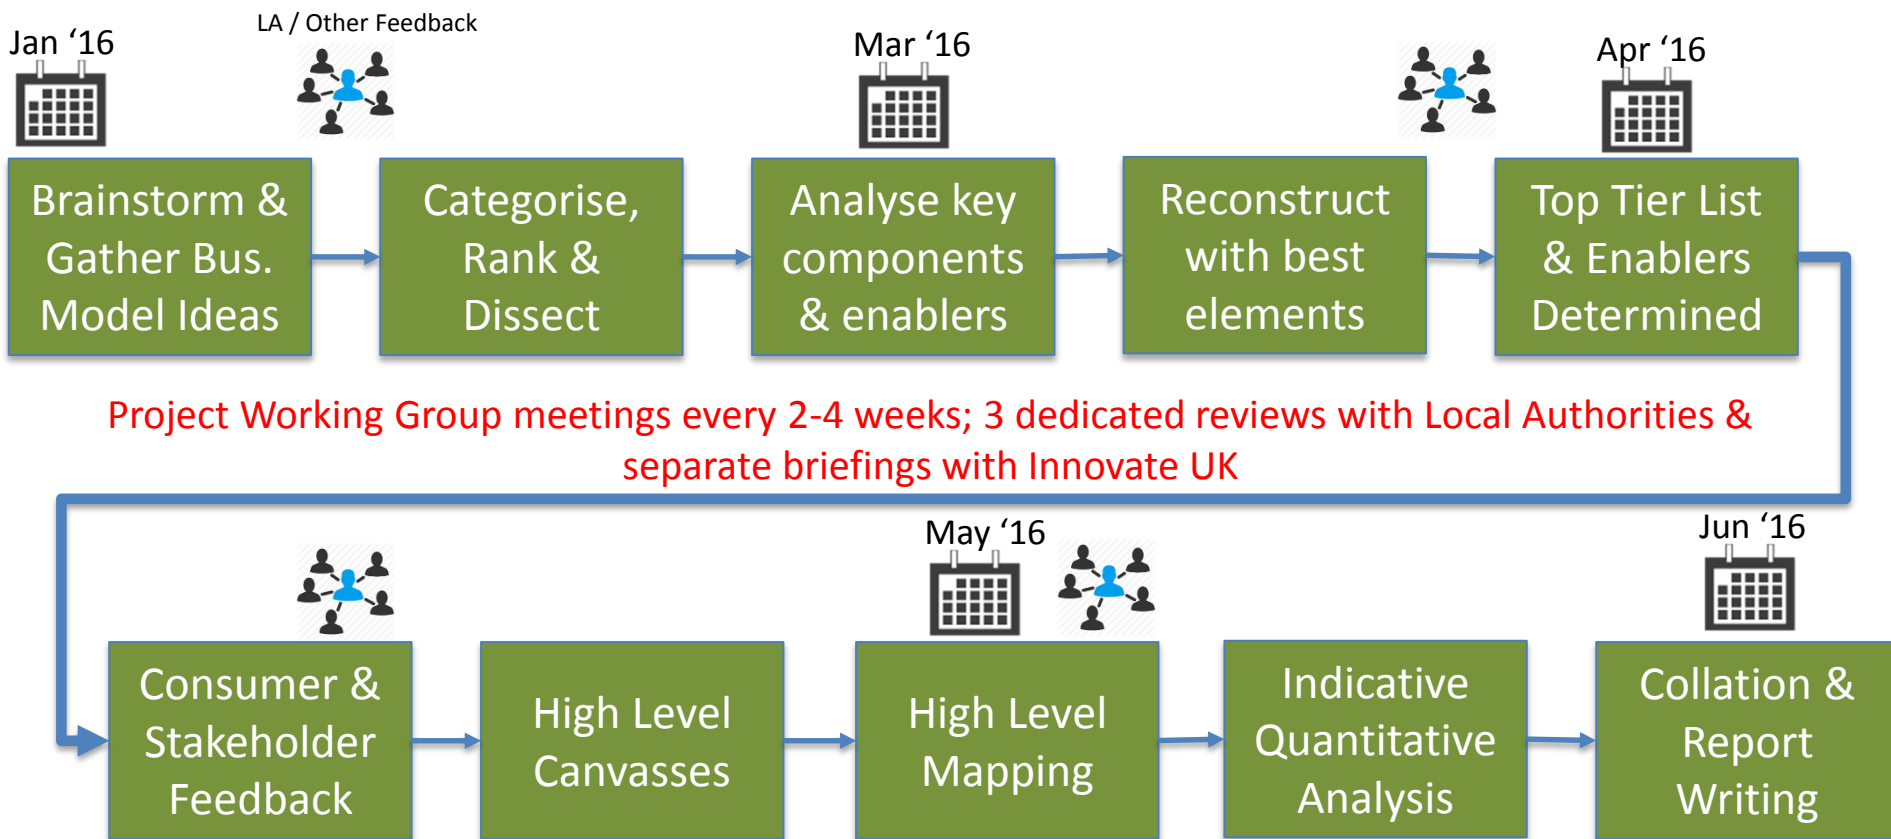 Jan ‘16
LA / Other Feedback
Mar ‘16
Apr ‘16
Brainstorm &
Gather Bus.
Model Ideas
Categorise,
Rank &
Dissect
Analyse key
components
& enablers
Reconstruct
with best
elements
Top Tier List
& Enablers
Determined
Project Working Group meetings every 2-4 weeks; 3 dedicated reviews with Local Authorities &
separate briefings with Innovate UK
May ‘16
Jun ‘16
Consumer &
Stakeholder
Feedback
High Level
Canvasses
High Level
Mapping
Indicative
Quantitative
Analysis
Collation &
Report
Writing